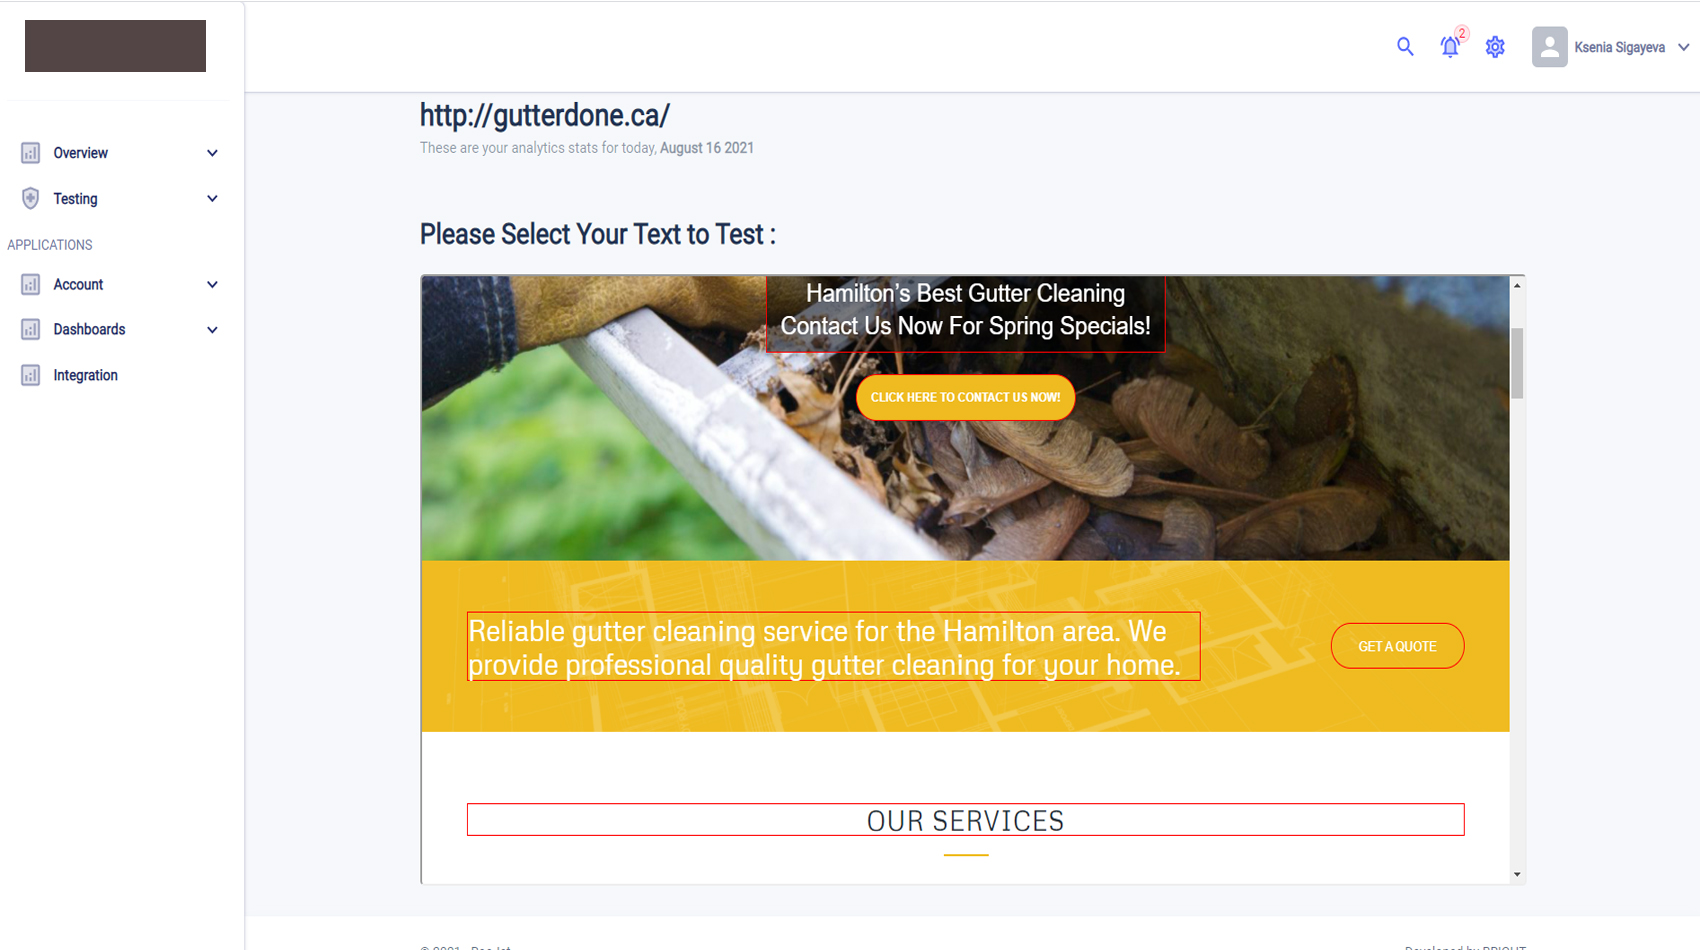 2
Ksenia Sigayeva
Overview
Testing
APPLICATIONS
Account
Dashboards
Integration
http://gutterdone.ca/
These are your analytics stats for today, August 16 2021
Please Select Your Text to Test :
Hamilton’s Best Gutter Cleaning
Contact Us Now For Spring Specials!
CLICK HERE TO CONTACT US NOW!
Reliable gutter cleaning service for the Hamilton area. We
provide professional quality gutter cleaning for your home.
GET A QUOTE
OUR SERVICES